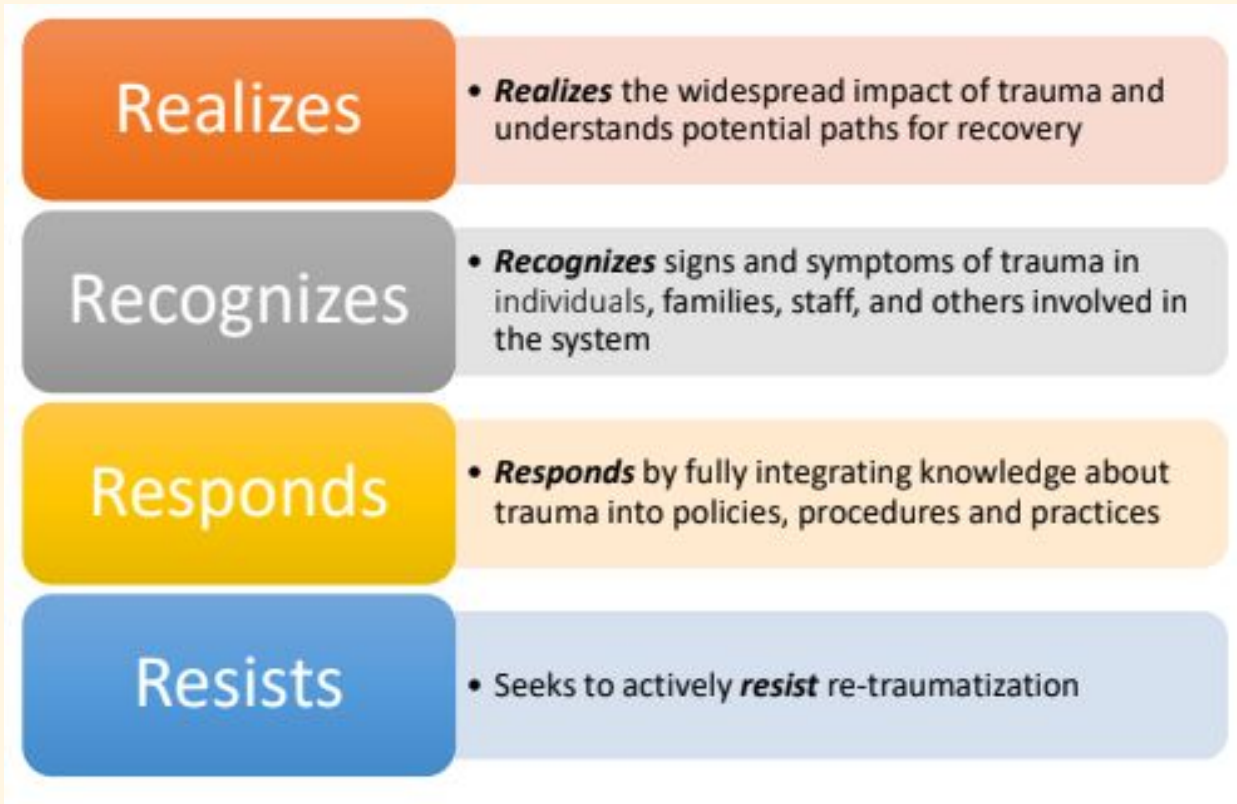 Realizes
• Realizes the widespread impact of trauma and
understands potential paths for recovery
Recognizes
• Recognizes signs and symptoms of trauma in
individuals, families, staff, and others involved in
the system
Responds
• Responds by fully integrating knowledge about
trauma into policies, procedures and practices
Resists
• Seeks to actively resist re-traumatization